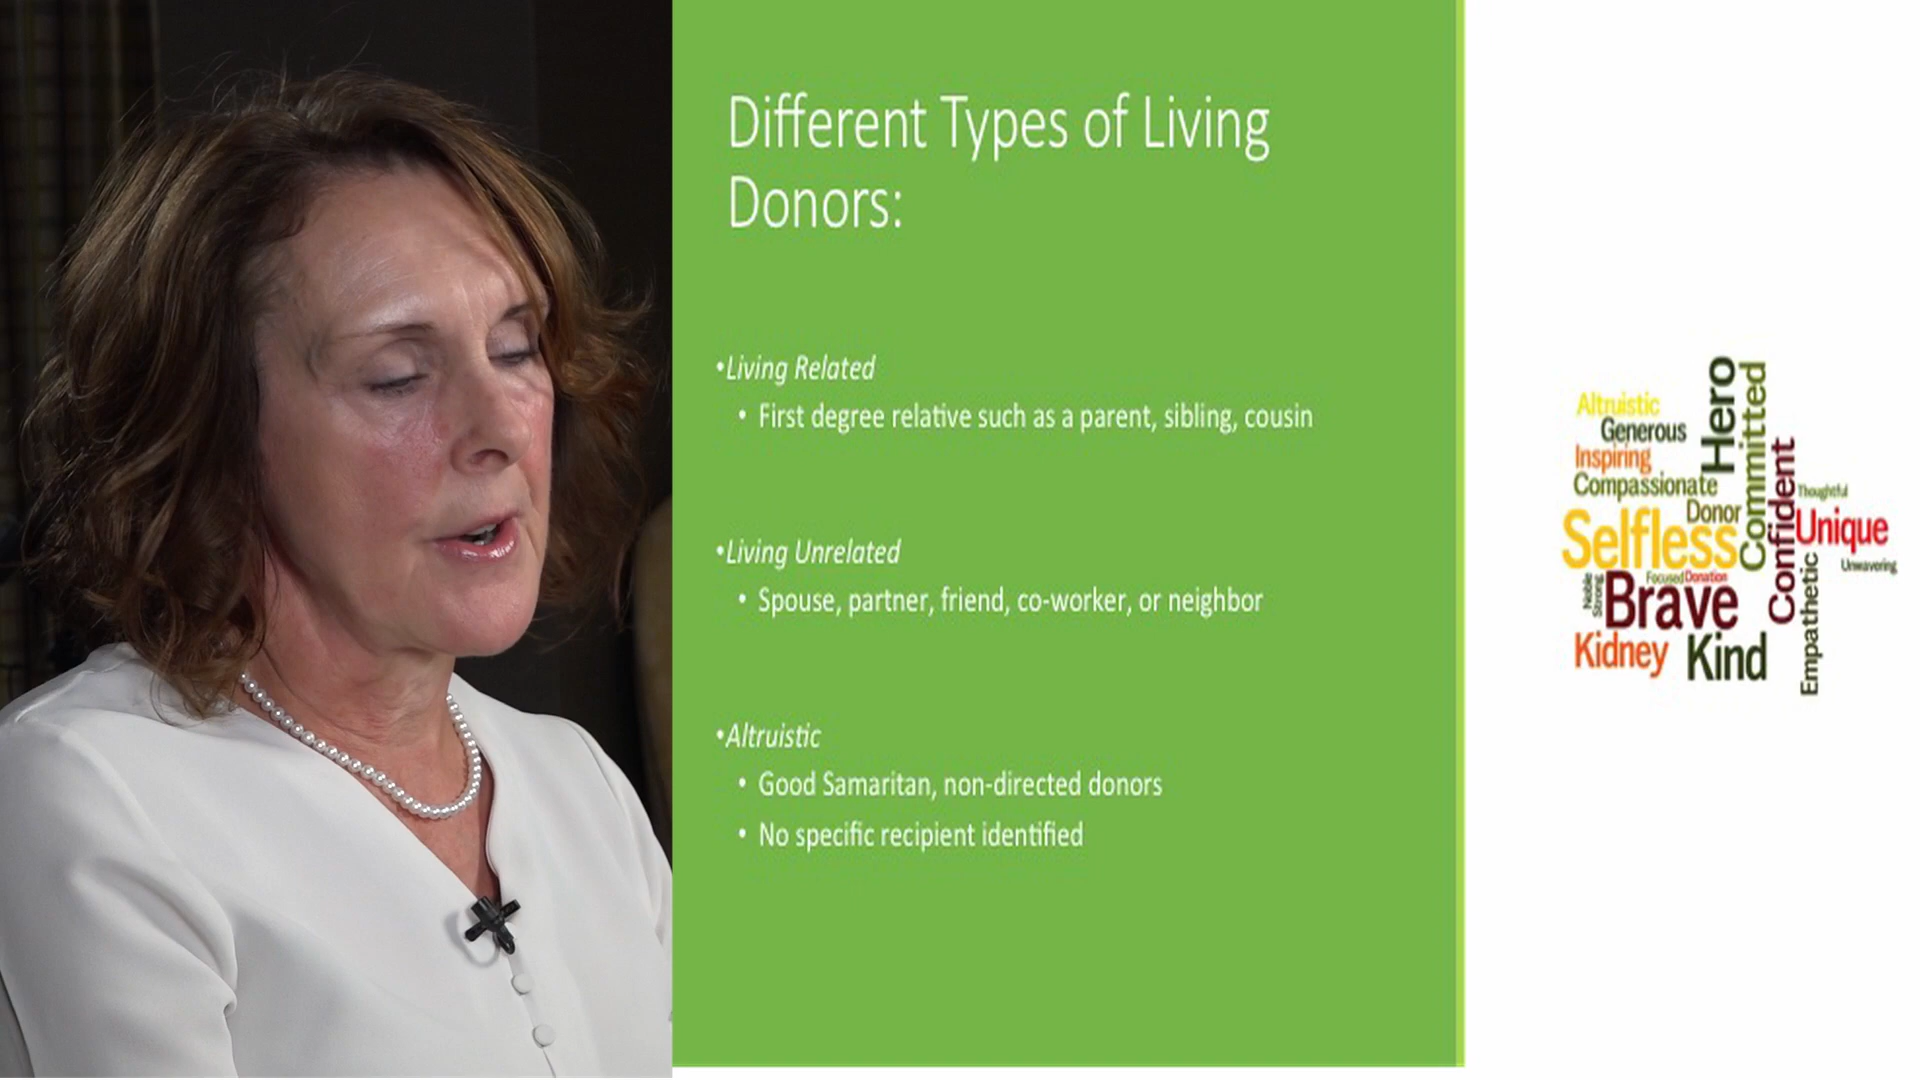 Different Types of Living
Donors:
•Living Related
• First degree relative such as a parent, sibling, cousin
•Living Unrelated
• Spouse, partner, friend, co-worker, or neighbor
•Altruistic
• Good Samaritan, non-directed donors
• No specific recipient identified
Hero
Committed
Altruistic
Generous
Inspiring
Compassionate
Confident
Thoughtful
Donor
Selfless
Unique
Unwavering
Focused
Donation
Noble
Strong
Brave
Empathetic
Kidney
Kind